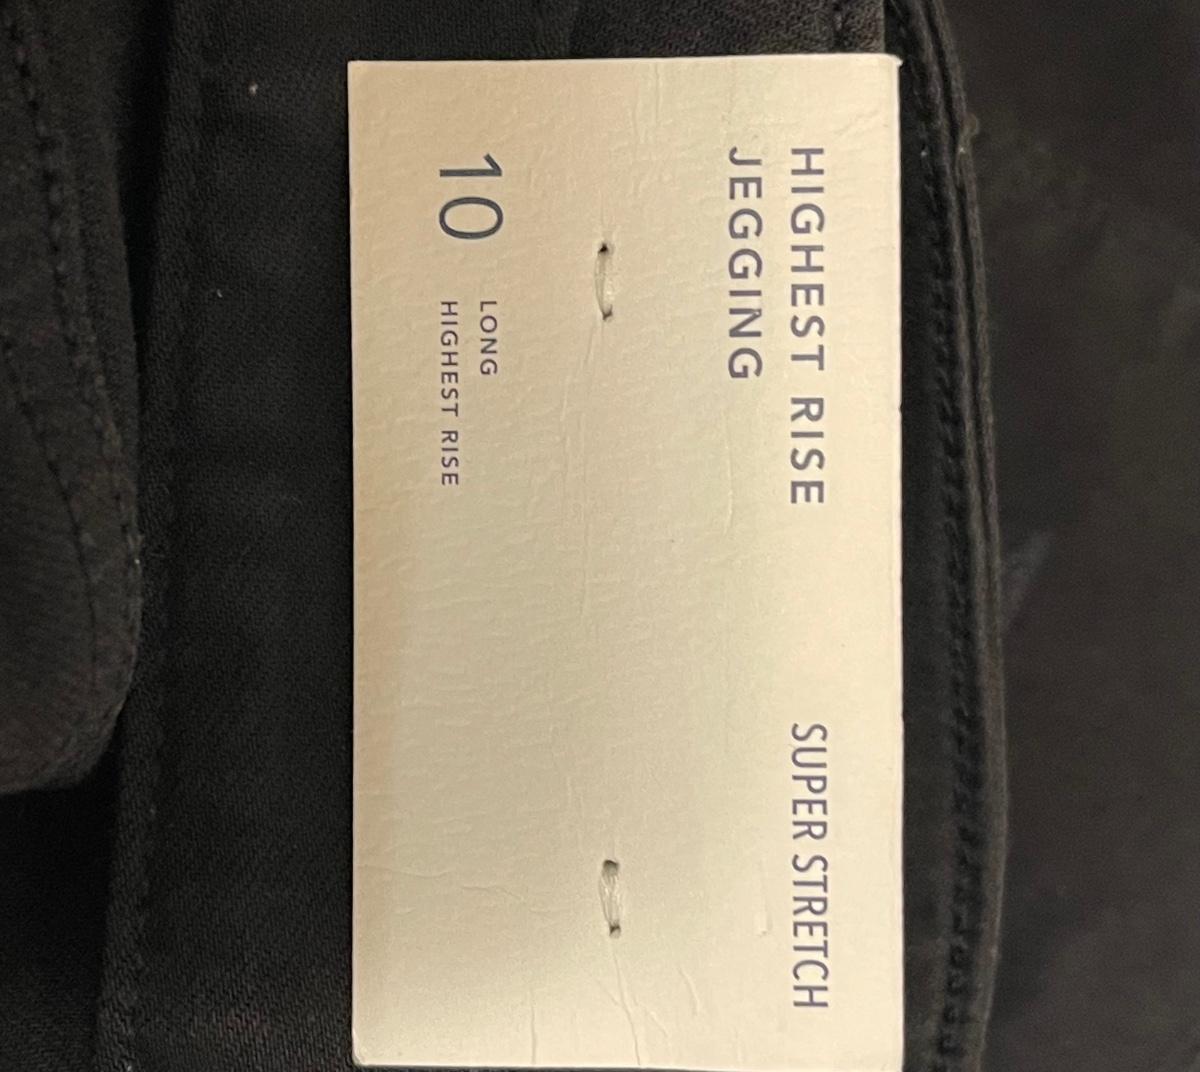 HIGHEST RISE
JEGGING
SUPER STRETCH
10
LONG
HIGHEST RISE